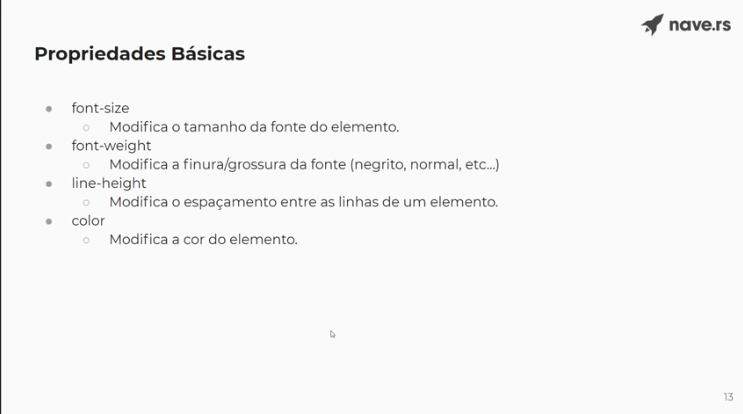 nave.rs
Propriedades Básicas
● font-size
○ Modifica o tamanho da fonte do elemento.
● font-weight
○ Modifica a finura/grossura da fonte (negrito, normal, etc...)
● line-height
○ Modifica o espaçamento entre as linhas de um elemento.
● color
○ Modifica a cor do elemento.
13